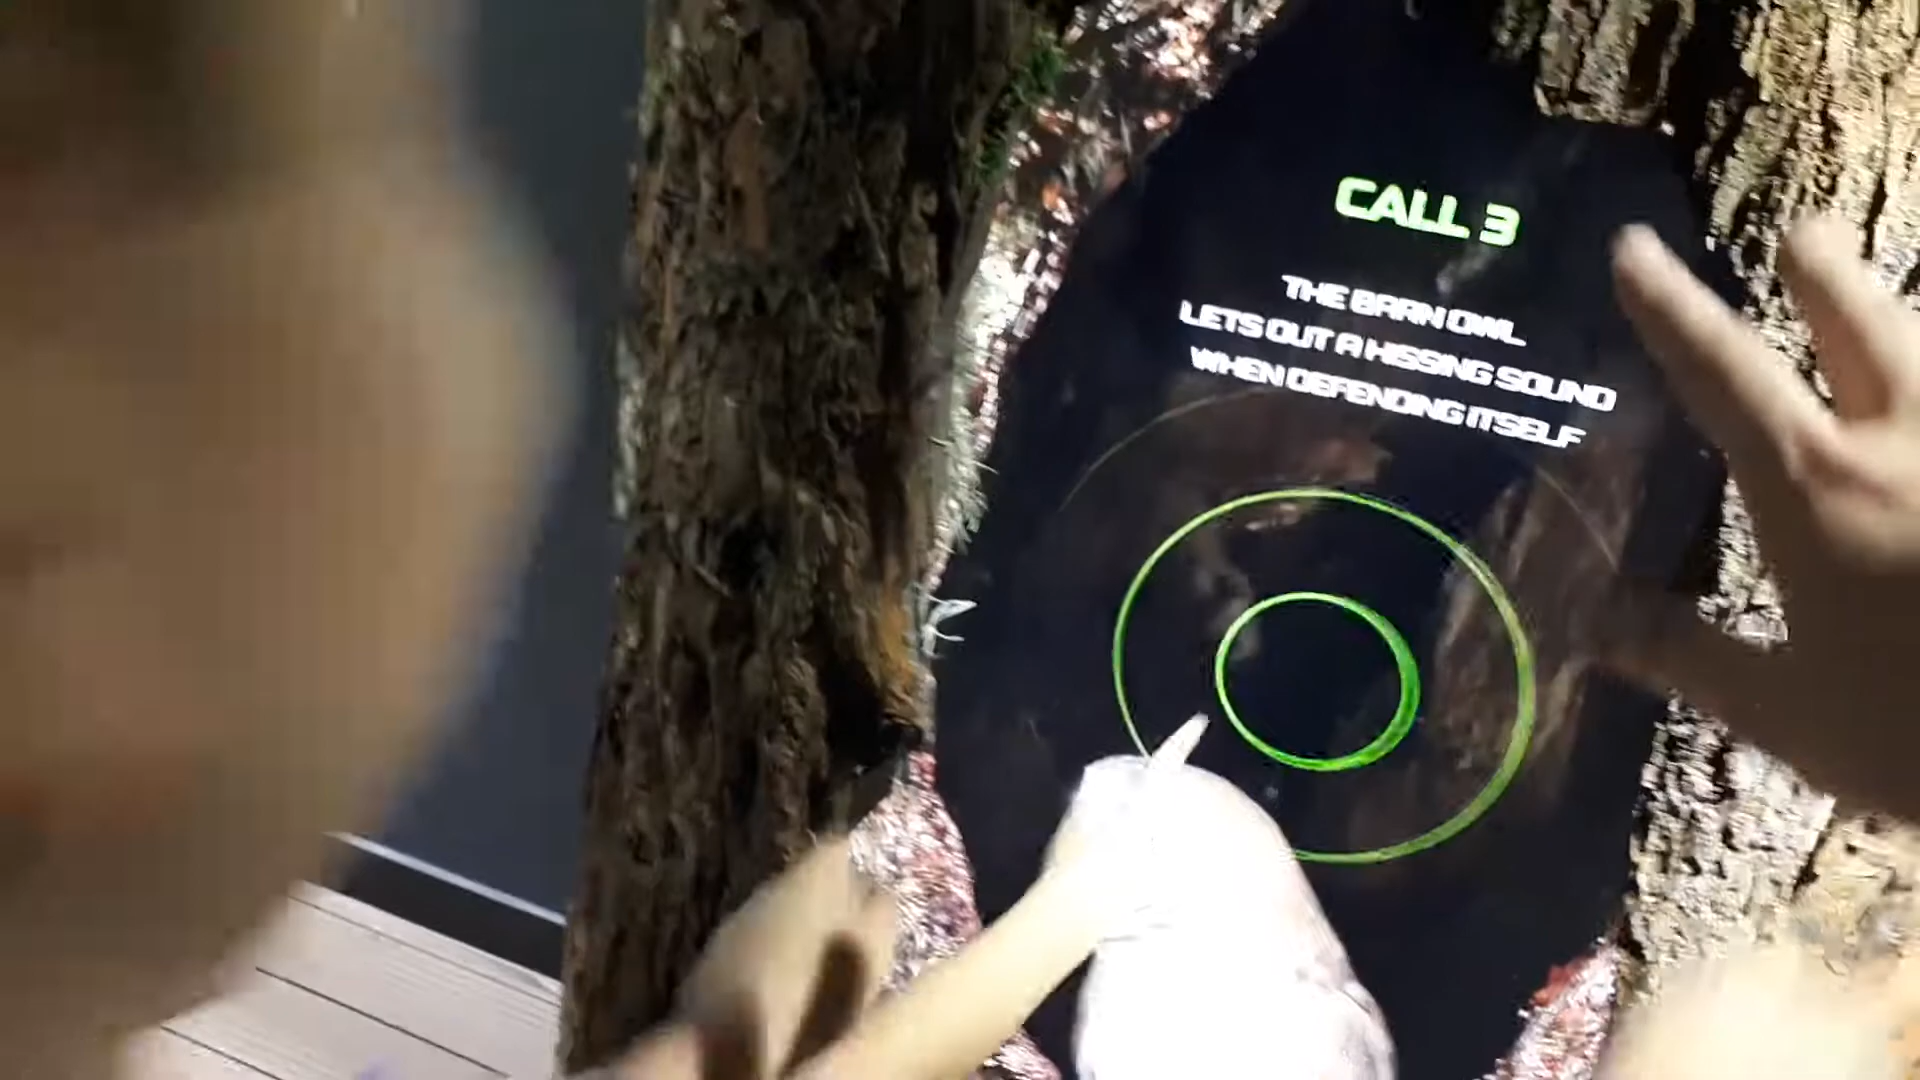 CALL 3
THE BARN OWL
LETS OUT A HISSING SOUND
WHEN DEFENDING ITSELF